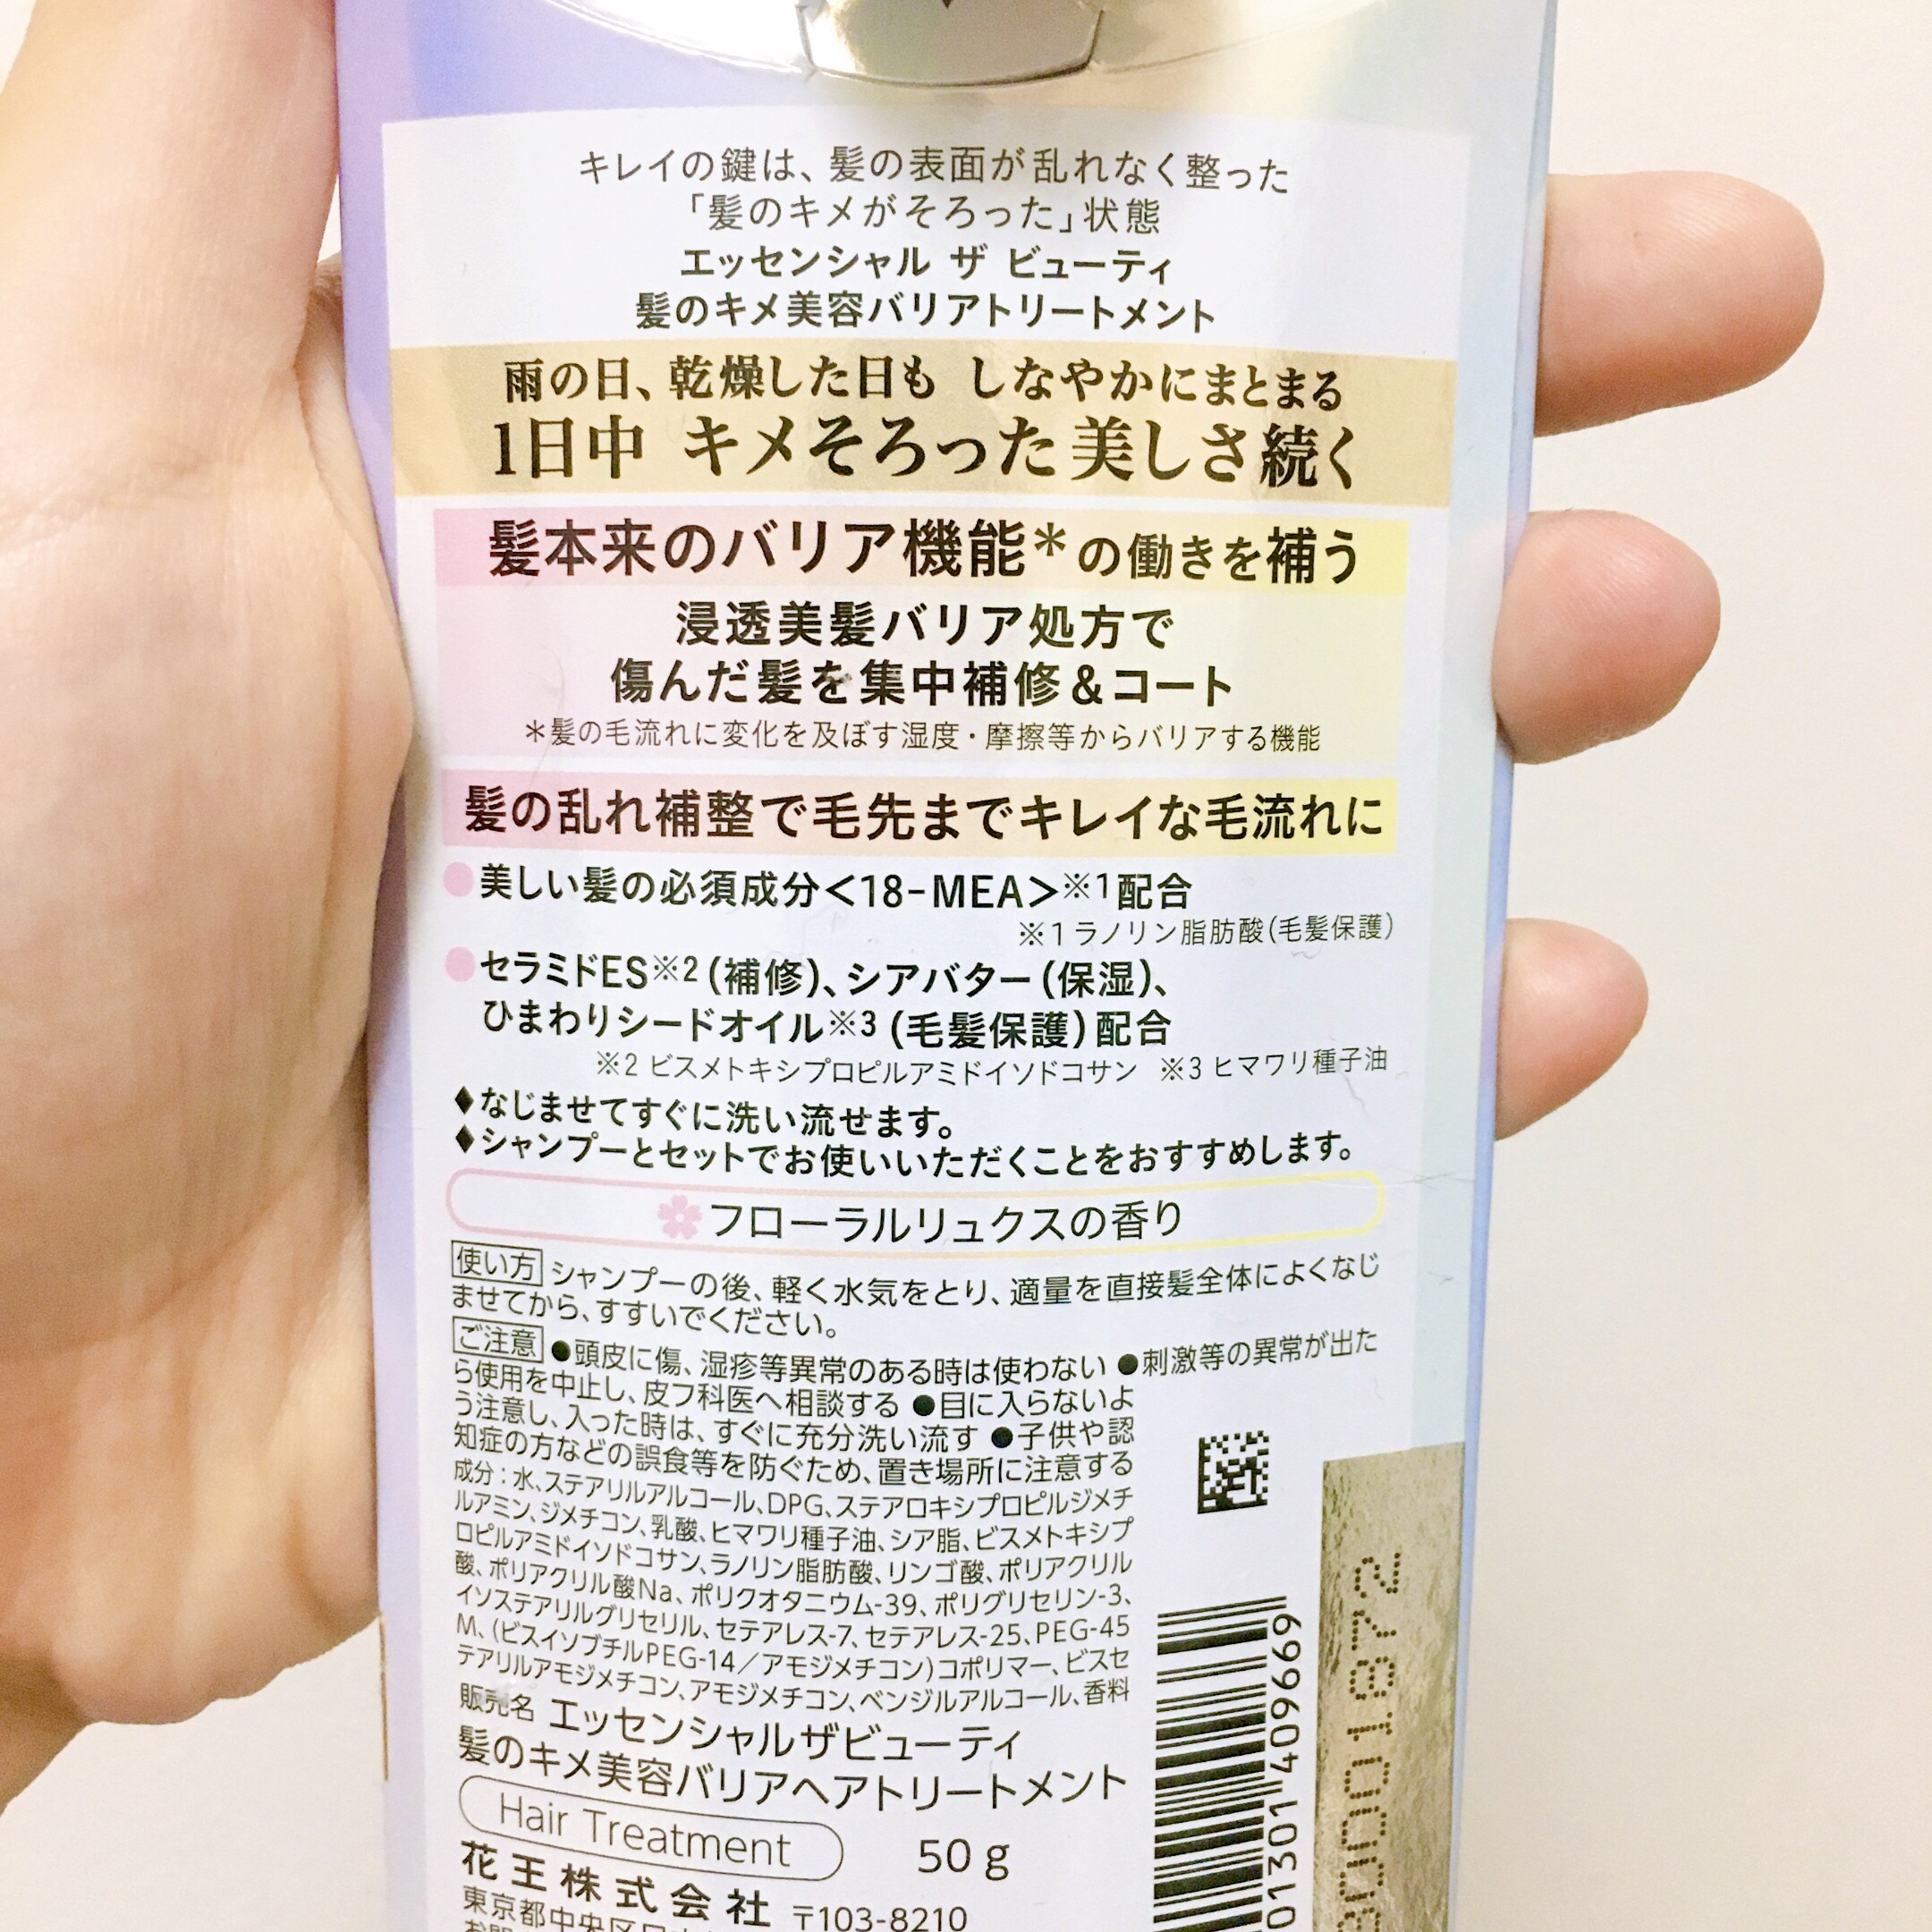 キレイの鍵は、髪の表面が乱れなく整った
「髪のキメがそろった」状態
エッセンシャル ザ ビューティ
髪のキメ美容バリアトリートメント
雨の日、乾燥した日も しなやかにまとまる
1日中 キメそろった美しさ続く
髪本来のバリア機能＊の働きを補う
浸透美髪バリア処方で
傷んだ髪を集中補修＆コート
＊髪の毛流れに変化を及ぼす湿度・摩擦等からバリアする機能
髪の乱れ補整で毛先までキレイな毛流れに
●美しい髪の必須成分＜18-MEA＞※1配合
※1 ラノリン脂肪酸（毛髪保護）
●セラミドES※2（補修）、シアバター（保湿）、
ひまわりシードオイル※3（毛髪保護）配合
※2 ビスメトキシプロピルアミドイソドコサン ※3 ヒマワリ種子油
♦なじませてすぐに洗い流せます。
♦シャンプーとセットでお使いいただくことをおすすめします。
フローラルリュクスの香り
使い方 シャンプーの後、軽く水気をとり、適量を直接髪全体によくなじ
ませてから、すすいでください。
ご注意 ●頭皮に傷、湿疹等異常のある時は使わない ●刺激等の異常が出た
ら使用を中止し、皮フ科医へ相談する ●目に入らないよ
う注意し、入った時は、すぐに充分洗い流す ●子供や認
知症の方などの誤食等を防ぐため、置き場所に注意する
成分：水、ステアリルアルコール、DPG、ステアロキシプロピルジメチ
ルアミン、ジメチコン、乳酸、ヒマワリ種子油、シア脂、ビスメトキシプ
ロピルアミドイソドコサン、ラノリン脂肪酸、リンゴ酸、ポリアクリル
酸、ポリアクリル酸Na、ポリクオタニウム-39、ポリグリセリン-3、
イソステアリルグリセリル、セテアレス-7、セテアレス-25、PEG-45
M、（ビスイソブチルPEG-14／アモジメチコン）コポリマー、ビスセ
テアリルアモジメチコン、アモジメチコン、ベンジルアルコール、香料
販売名 エッセンシャルザビューティ
髪のキメ美容バリアヘアトリートメント
Hair Treatment 50 g
花王株式会社 〒103-8210
東京都中央区日
01301 409669